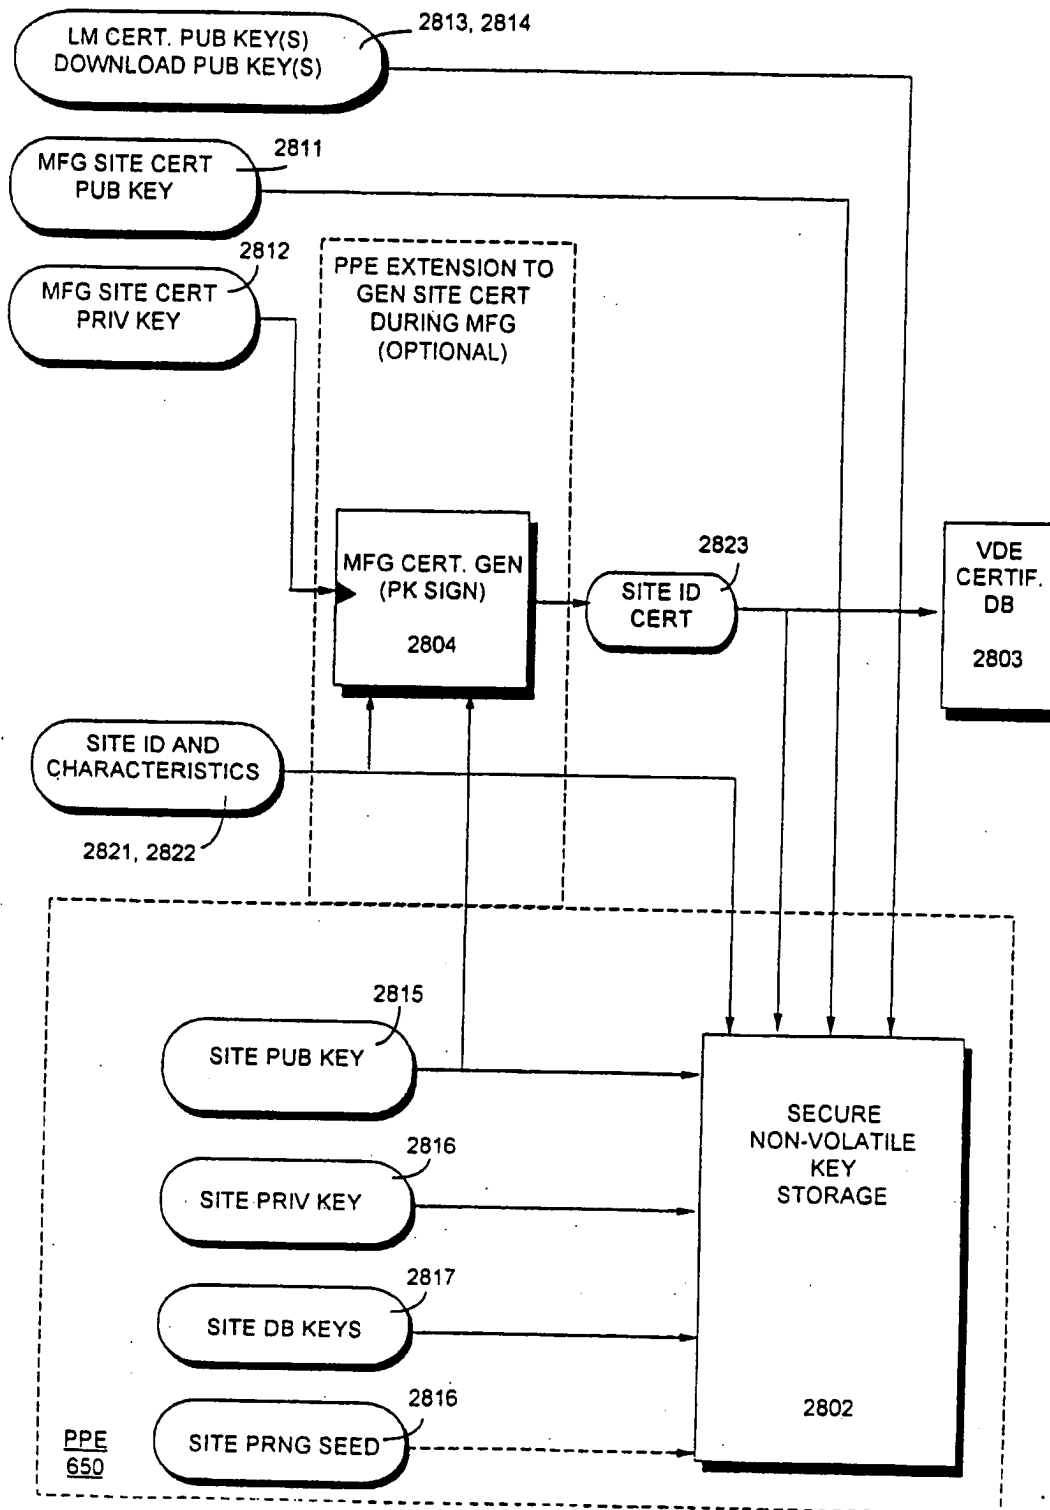 LM CERT. PUB KEY(S)
DOWNLOAD PUB KEY(S)
2813, 2814
MFG SITE CERT
PUB KEY
2811
MFG SITE CERT
PRIV KEY
2812
PPE EXTENSION TO
GEN SITE CERT
DURING MFG
(OPTIONAL)
MFG CERT. GEN
(PK SIGN)
2804
SITE ID
CERT
2823
VDE
CERTIF.
DB
2803
SITE ID AND
CHARACTERISTICS
2821, 2822
SITE PUB KEY
2815
SITE PRIV KEY
2816
SITE DB KEYS
2817
SITE PRNG SEED
2816
SECURE
NON-VOLATILE
KEY
STORAGE
2802
PPE
650